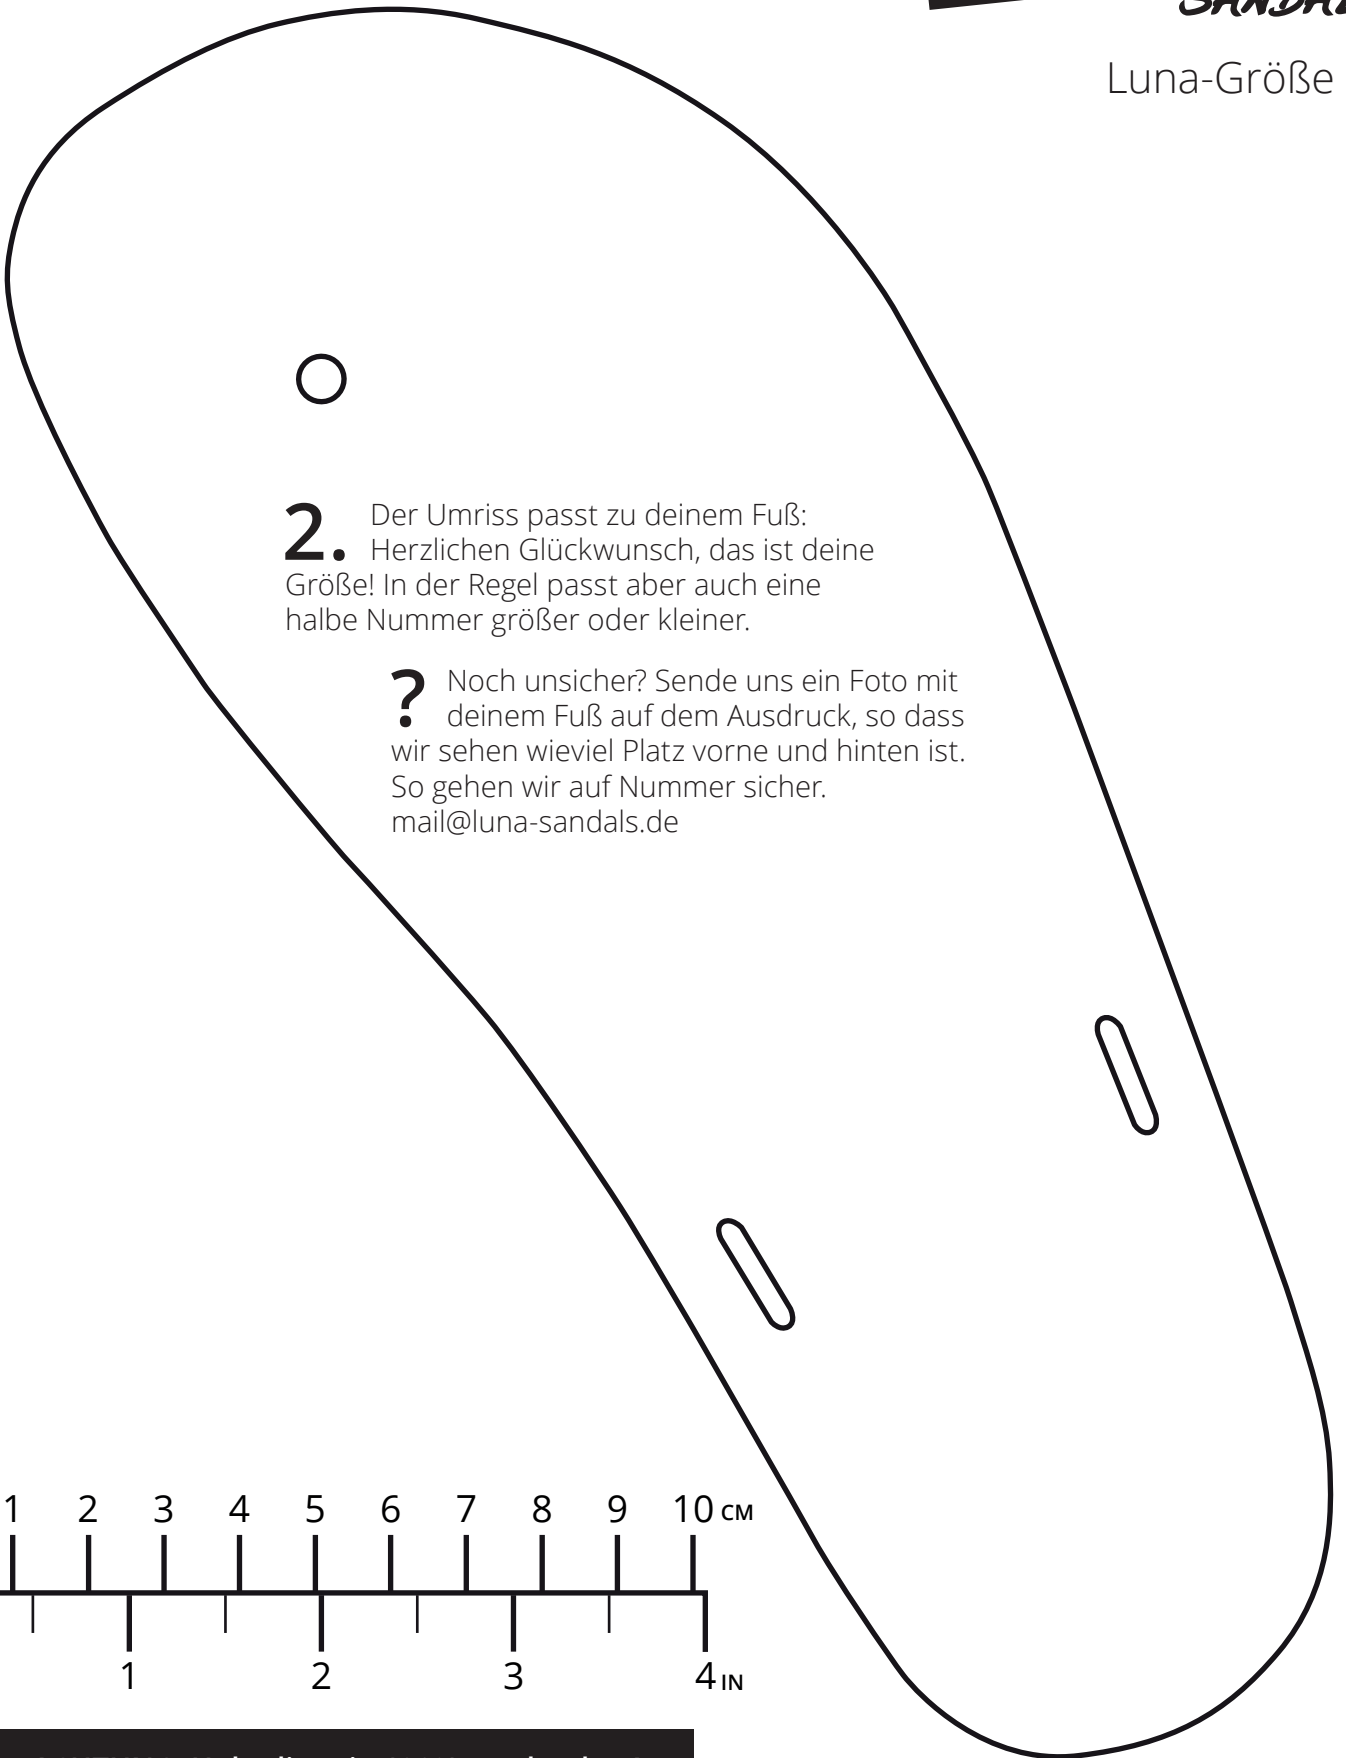 Luna-Größe
2. Der Umriss passt zu deinem Fuß:
Herzlichen Glückwunsch, das ist deine
Größe! In der Regel passt aber auch eine
halbe Nummer größer oder kleiner.
? Noch unsicher? Sende uns ein Foto mit
deinem Fuß auf dem Ausdruck, so dass
wir sehen wieviel Platz vorne und hinten ist.
So gehen wir auf Nummer sicher.
mail@luna-sandals.de
1 2 3 4 5 6 7 8 9 10 CM
1 2 3 4 IN